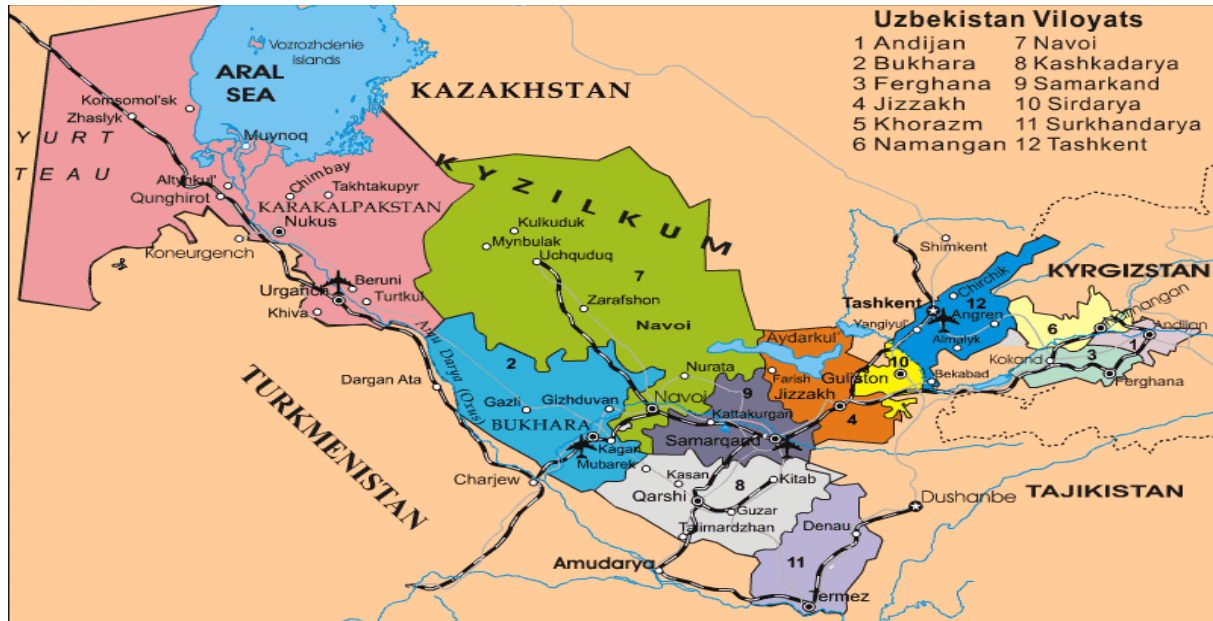 Uzbekistan Viloyats
1 Andijan 7 Navoi
2 Bukhara 8 Kashkadarya
3 Ferghana 9 Samarkand
4 Jizzakh 10 Sirdarya
5 Khorazm 11 Surkhandarya
6 Namangan 12 Tashkent
Vozrozhdenie
islands
ARAL
SEA
KAZAKHSTAN
Komsomol'sk
Zhaslyk
YURT
TEAU
Muynoq
Altynkul'
Chimbay
Takhtakupyr
Qunghirot
KARAKALPAKSTAN
Nukus
Koneurgench
KYZILKUM
Kulkuduk
Mynbulak
Uchquduq
Shimkent
KYRGIZSTAN
Beruni
Urganch
Turtkul'
Khiva
7
Zarafshon
Navoi
Tashkent
Chirchik
12
Angren
Yangiyul'
Almalyk
Namangan
Andijan
6
1
3
Kokand
Ferghana
Amu Darya (Oxus)
2
Aydarkul'
10
Guliston
Bekabad
Farish
Jizzakh
4
TURKMENISTAN
Dargan Ata
Nurata
9
Gazli
Gizhduvan
Navoi
BUKHARA
Kattakurgan
Samarqand
Kagan
Mubarek
Charjew
Kasan
8
Kitab
Qarshi
Guzar
Talimardzhan
Dushanbe
TAJIKISTAN
Denau
11
Amudarya
Termez